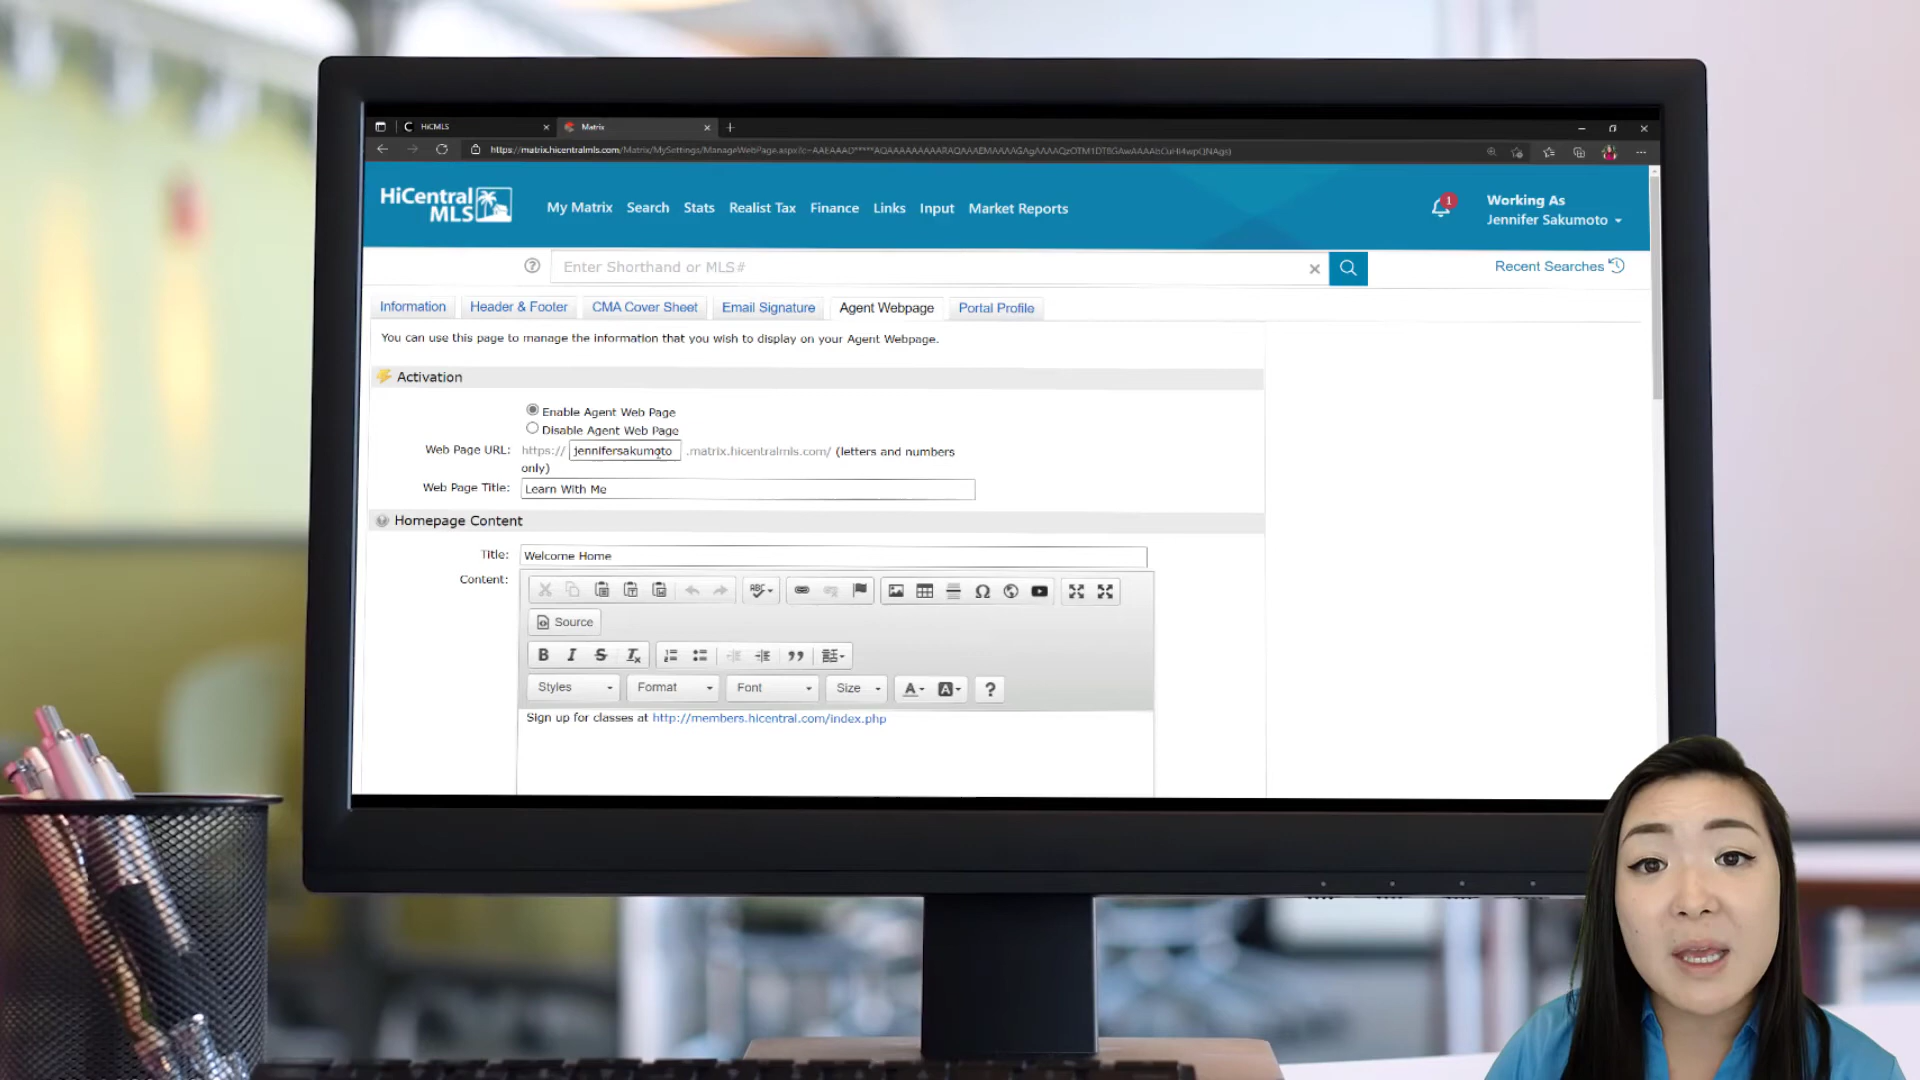 HiCMLS
Matrix
https://matrix.hicentralmls.com/Matrix/MySettings/ManageWebPage.aspx
HiCentral
MLS
My Matrix Search Stats Realist Tax Finance Links Input Market Reports
1
Working As
Jennifer Sakumoto
Enter Shorthand or MLS#
Recent Searches
Information Header & Footer CMA Cover Sheet Email Signature Agent Webpage Portal Profile
You can use this page to manage the information that you wish to display on your Agent Webpage.
Activation
Enable Agent Web Page
Disable Agent Web Page
Web Page URL: https:// jennifersakumoto .matrix.hicentralmls.com/ (letters and numbers
only)
Web Page Title: Learn With Me
Homepage Content
Title: Welcome Home
Content:
ABC
Source
B I S Tx
Styles Format Font Size A A ?
Sign up for classes at http://members.hicentral.com/index.php